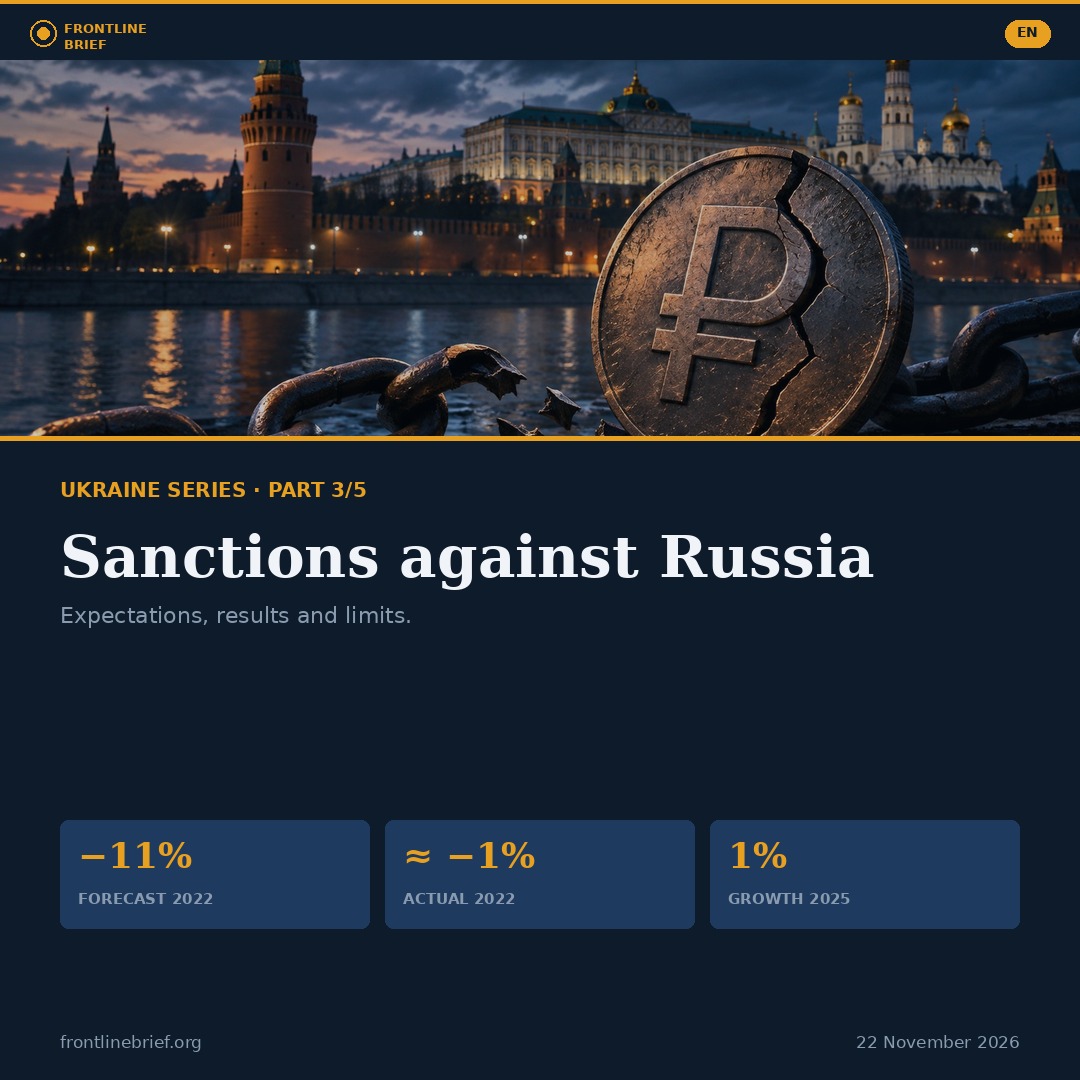 FRONTLINE
BRIEF
EN
UKRAINE SERIES · PART 3/5
Sanctions against Russia
Expectations, results and limits.
−11%
FORECAST 2022
≈ −1%
ACTUAL 2022
1%
GROWTH 2025
frontlinebrief.org
22 November 2026